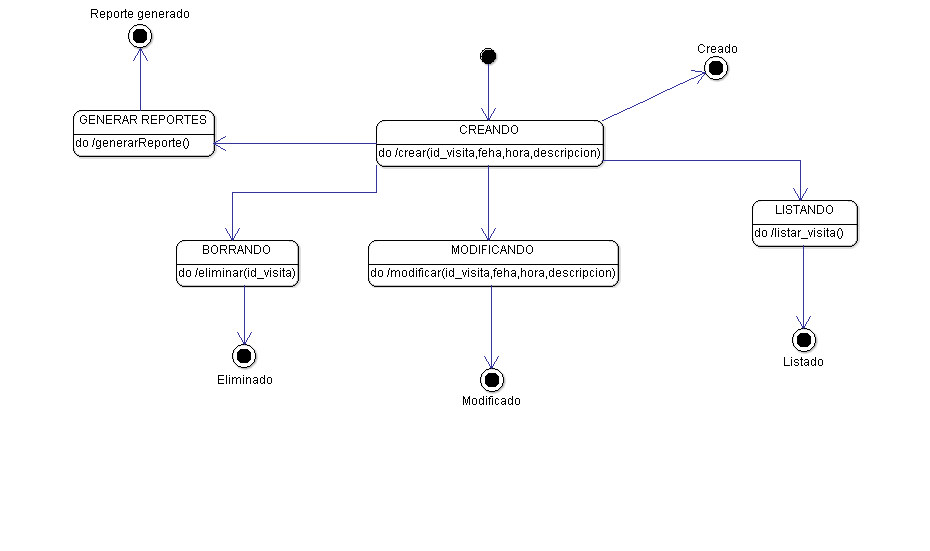 Reporte generado
Creado
GENERAR REPORTES
do /generarReporte()
CREANDO
do /crear(id_visita,feha,hora,descripcion)
LISTANDO
do /listar_visita()
BORRANDO
do /eliminar(id_visita)
MODIFICANDO
do /modificar(id_visita,feha,hora,descripcion)
Listado
Eliminado
Modificado